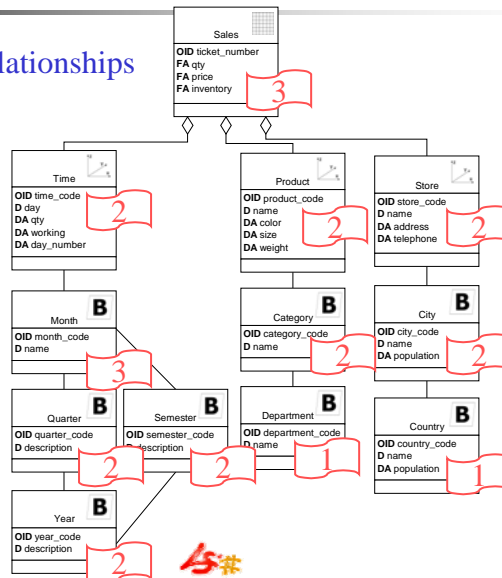 lationships
Sales
OID ticket_number
FA qty
FA price
FA inventory
3
Time
OID time_code
D day
DA qty
DA working
DA day_number
2
Product
OID product_code
D name
DA color
DA size
DA weight
2
Store
OID store_code
D name
DA address
DA telephone
2
B
Month
OID month_code
D name
3
B
Category
OID category_code
D name
2
B
City
OID city_code
D name
DA population
2
B
Quarter
OID quarter_code
D description
2
B
Semester
OID semester_code
description
2
B
Department
OID department_code
D name
1
B
Country
OID country_code
D name
DA population
1
B
Year
OID year_code
D description
2